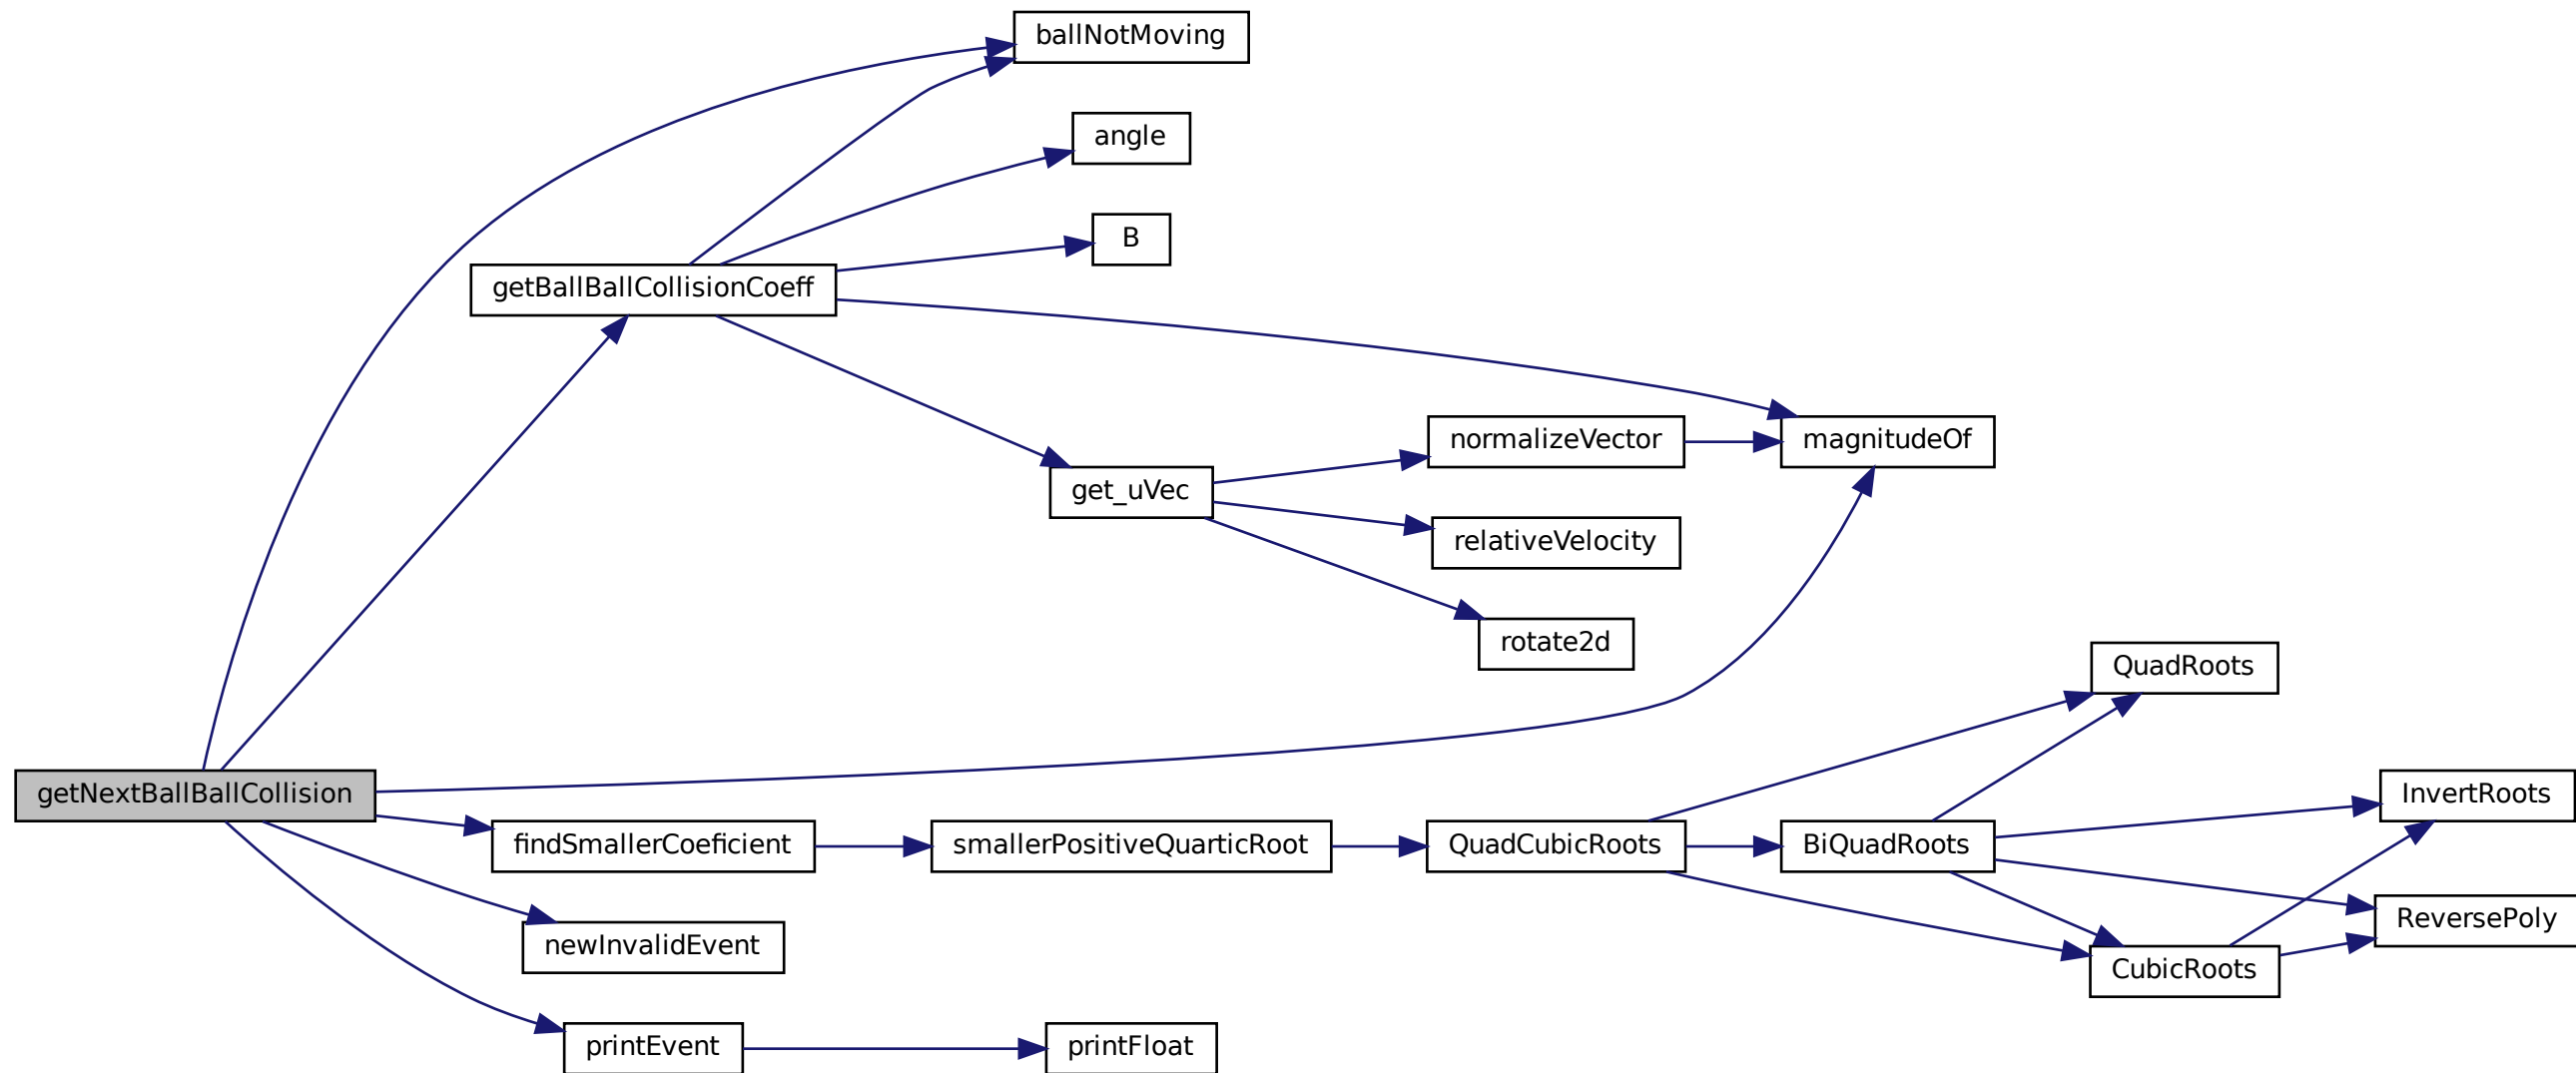 ballNotMoving
angle
B
getBallBallCollisionCoeff
normalizeVector
magnitudeOf
get_uVec
relativeVelocity
rotate2d
QuadRoots
getNextBallBallCollision
InvertRoots
findSmallerCoeficient
smallerPositiveQuarticRoot
QuadCubicRoots
BiQuadRoots
ReversePoly
newInvalidEvent
CubicRoots
printEvent
printFloat